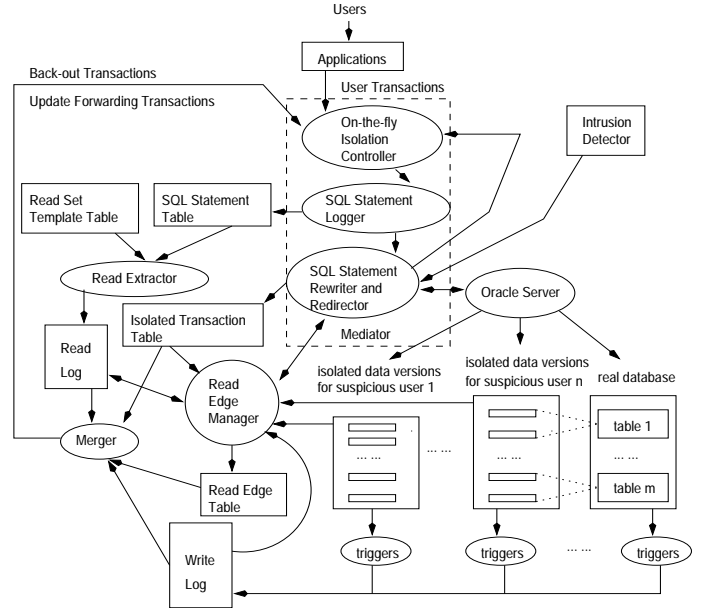 Users
Applications
Back-out Transactions
User Transactions
Update Forwarding Transactions
On-the-fly
Isolation
Controller
Intrusion
Detector
Read Set
Template Table
SQL Statement
Table
SQL Statement
Logger
Read Extractor
SQL Statement
Rewriter and
Redirector
Oracle Server
Isolated Transaction
Table
Mediator
Read
Log
Read
Edge
Manager
isolated data versions
for suspicious user 1
isolated data versions
for suspicious user n
real database
table 1
... ...
... ...
... ...
... ...
table m
Merger
Read Edge
Table
Write
Log
triggers
triggers
... ...
triggers